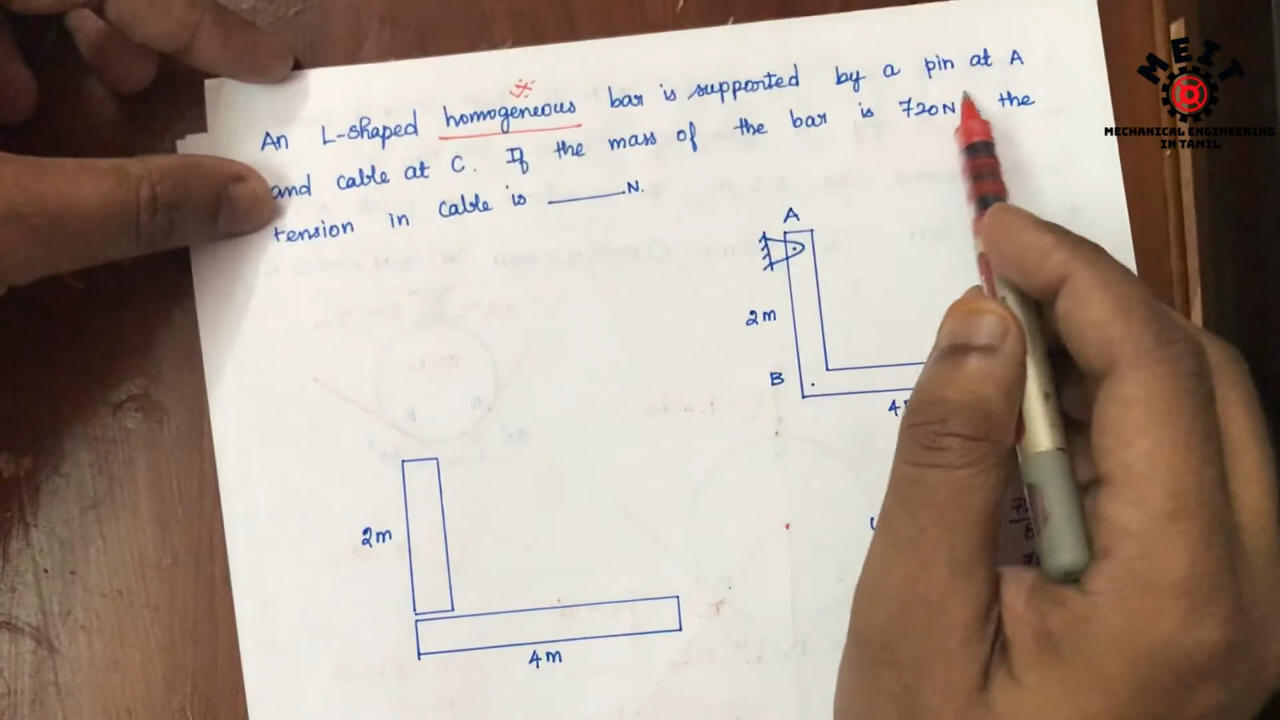 An L-shaped homogeneous bar is supported by a pin at A
and cable at C. If the mass of the bar is 720N the
tension in cable is ______N.
A
2m
B
2m
4m
MEIT
MECHANICAL ENGINEERING
IN TAMIL